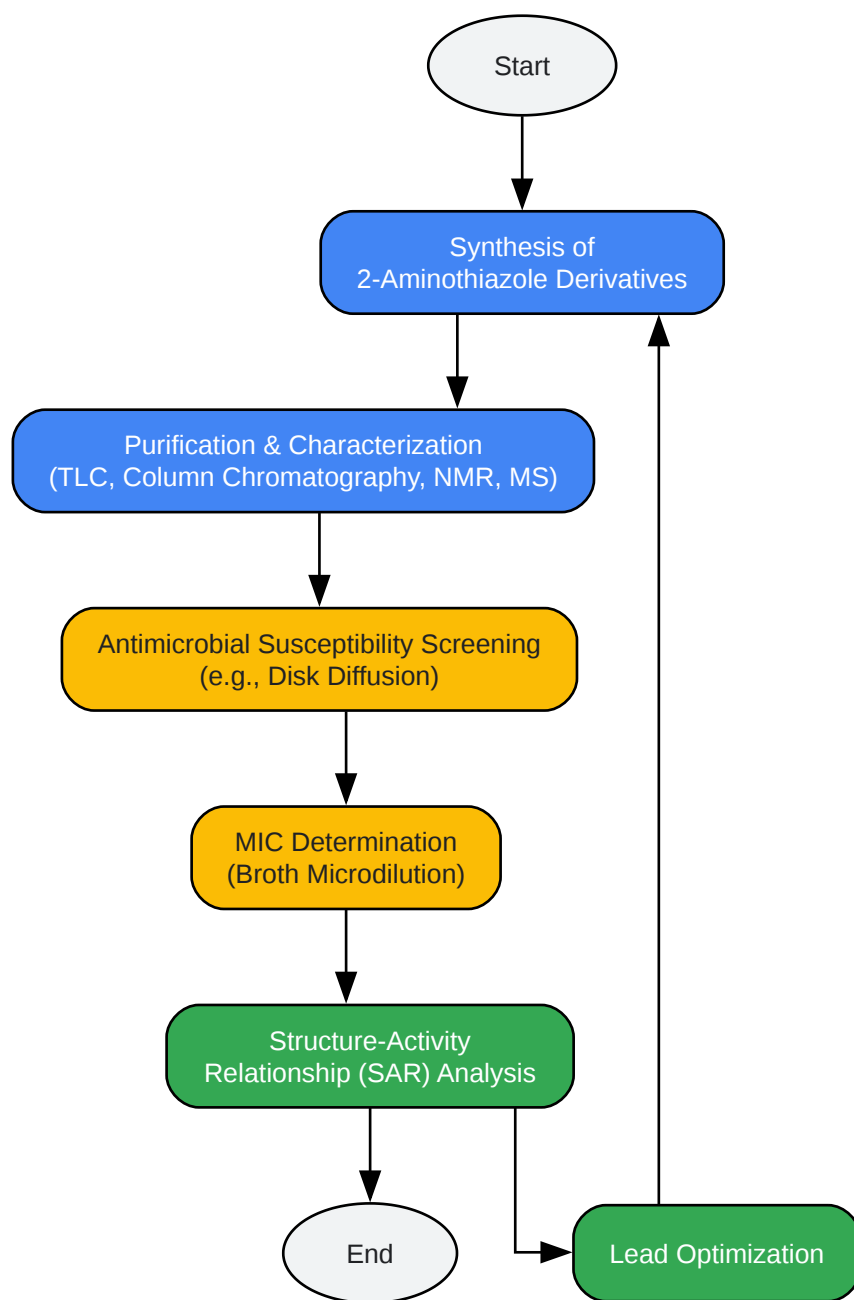 Start
Synthesis of
2-Aminothiazole Derivatives
Purification & Characterization
(TLC, Column Chromatography, NMR, MS)
Antimicrobial Susceptibility Screening
(e.g., Disk Diffusion)
MIC Determination
(Broth Microdilution)
Structure-Activity
Relationship (SAR) Analysis
End
Lead Optimization